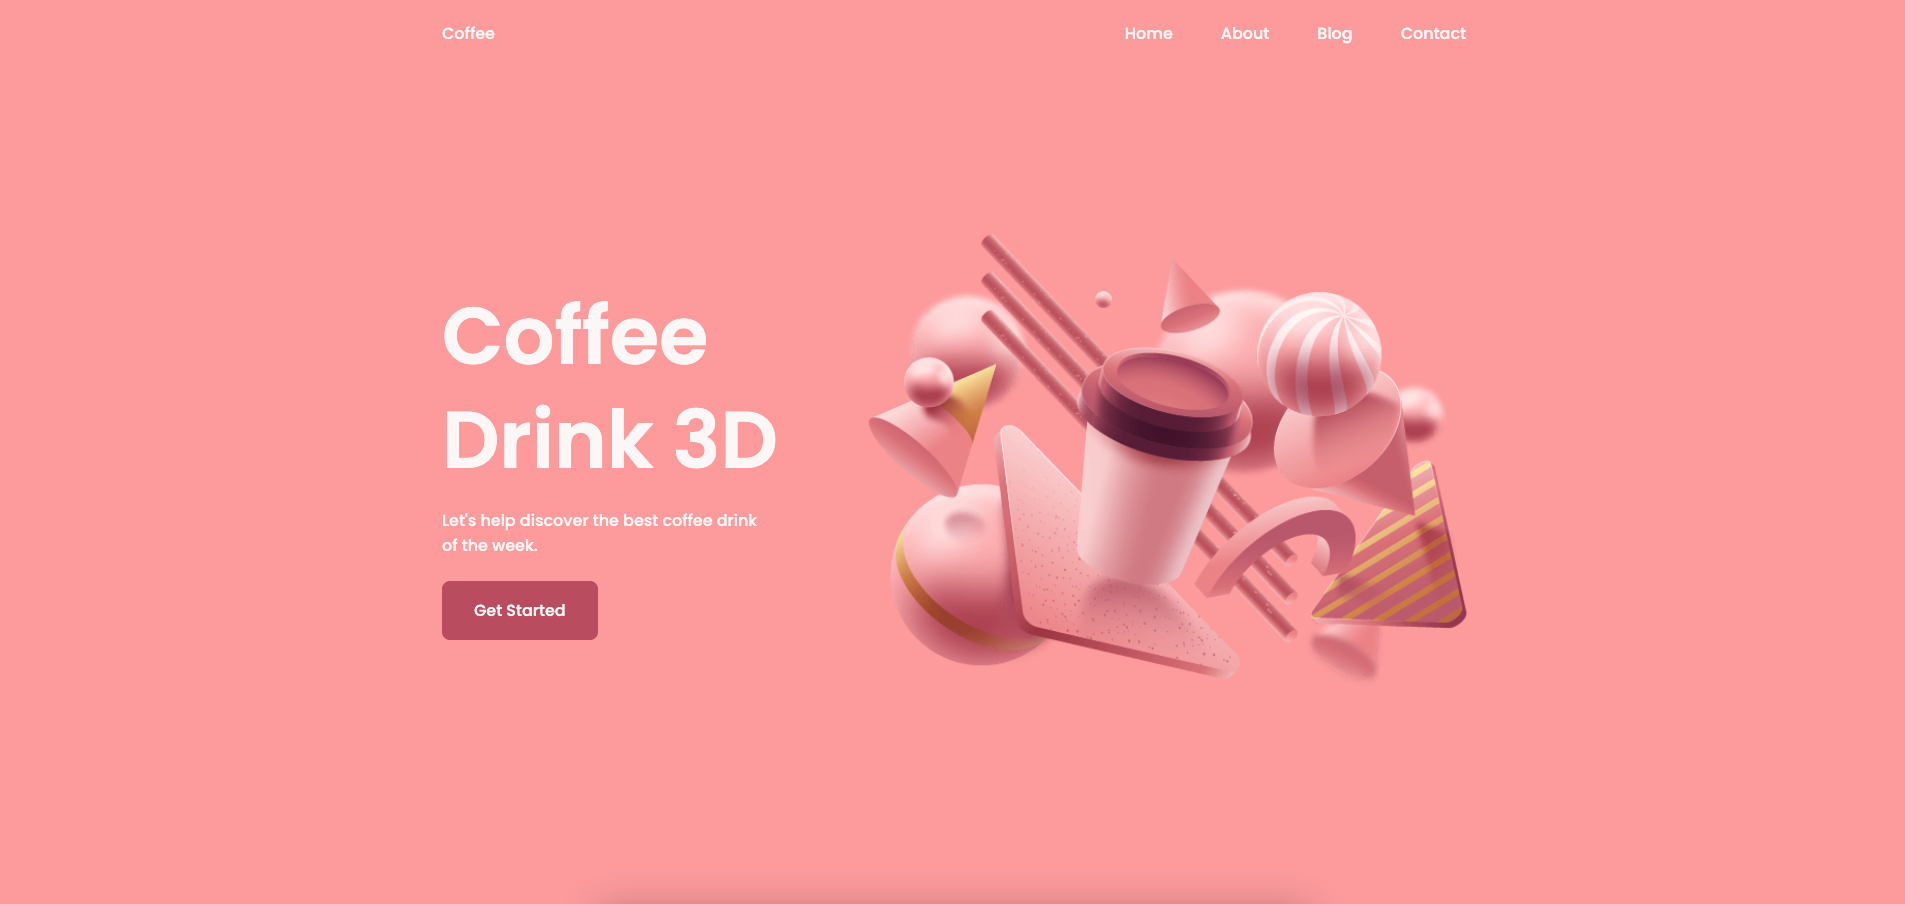 Coffee
Home About Blog Contact
Coffee
Drink 3D
Let's help discover the best coffee drink
of the week.
Get Started